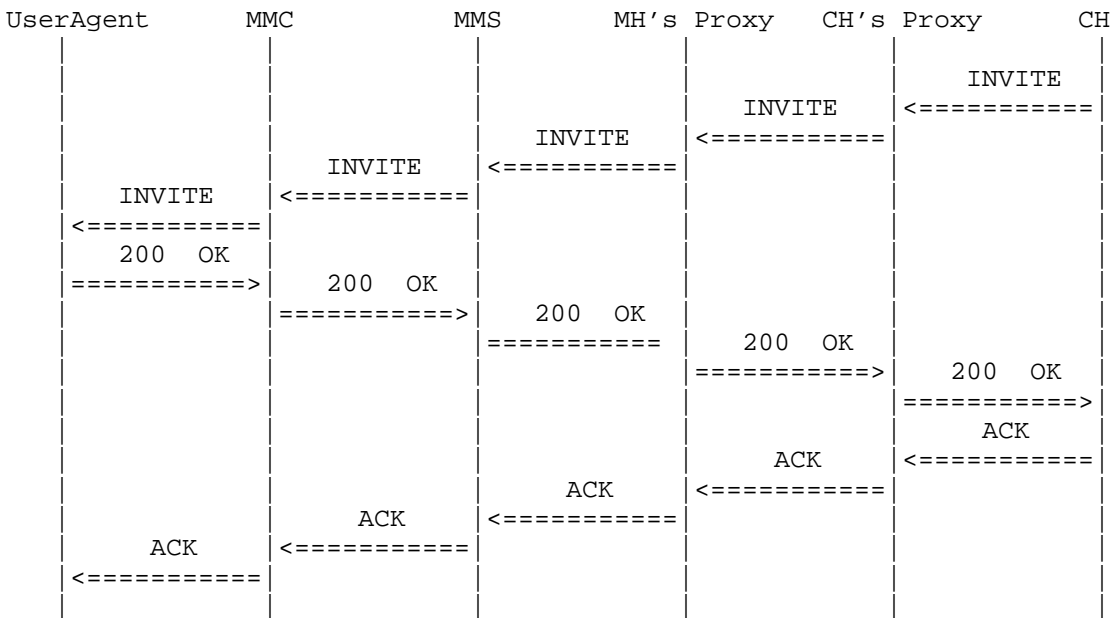 UserAgent MMC MMS MH's Proxy CH's Proxy CH
INVITE
INVITE
INVITE
INVITE
INVITE
200 OK
200 OK
200 OK
200 OK
200 OK
ACK
ACK
ACK
ACK
ACK